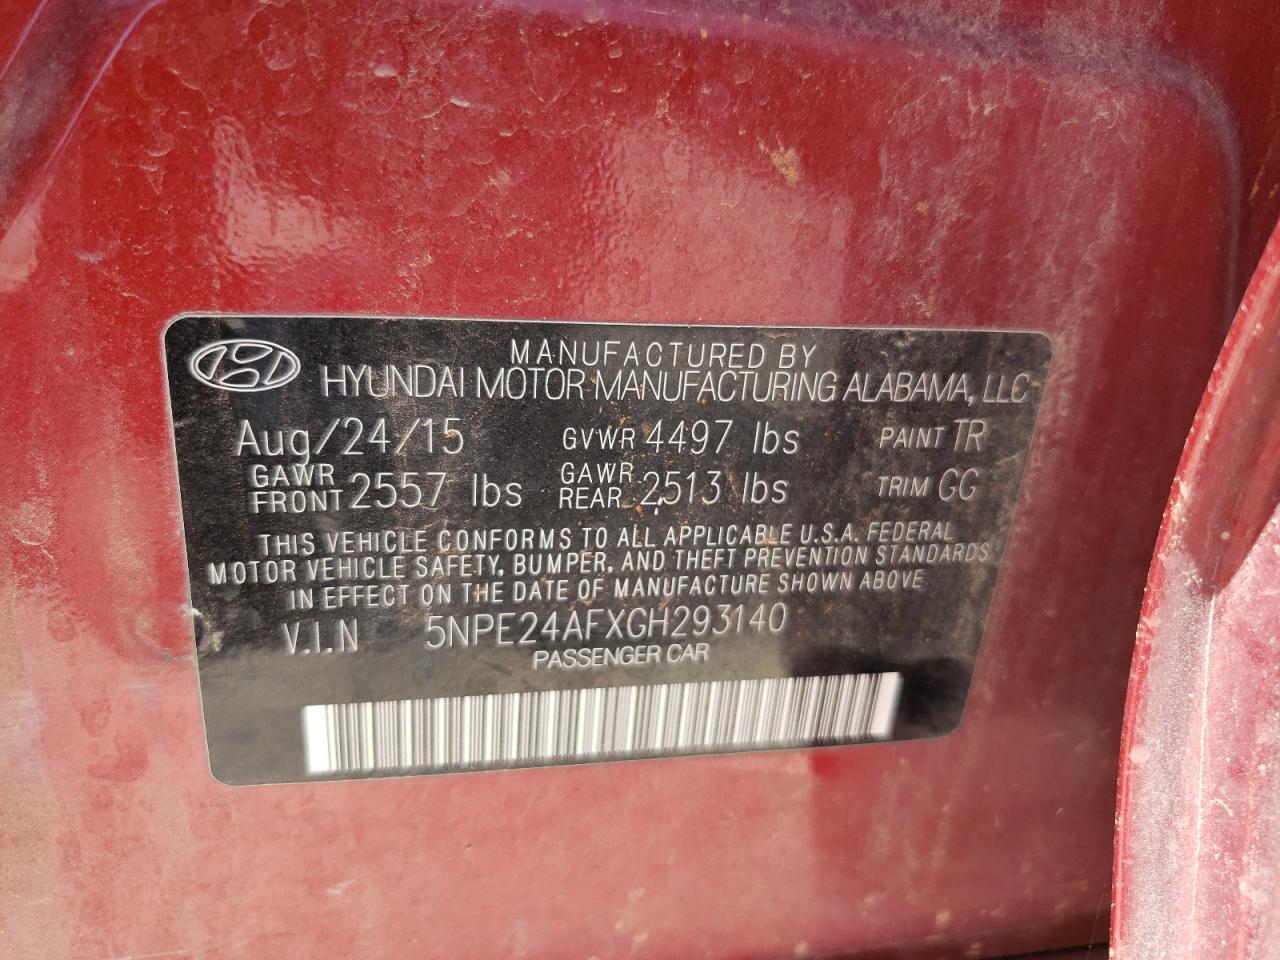 MANUFACTURED BY
HYUNDAI MOTOR MANUFACTURING ALABAMA, LLC
Aug/24/15 GVWR 4497 lbs PAINT TR
GAWR FRONT 2557 lbs GAWR REAR 2513 lbs TRIM GG
THIS VEHICLE CONFORMS TO ALL APPLICABLE U.S.A. FEDERAL
MOTOR VEHICLE SAFETY, BUMPER, AND THEFT PREVENTION STANDARDS
IN EFFECT ON THE DATE OF MANUFACTURE SHOWN ABOVE
V.I.N 5NPE24AFXGH293140
PASSENGER CAR